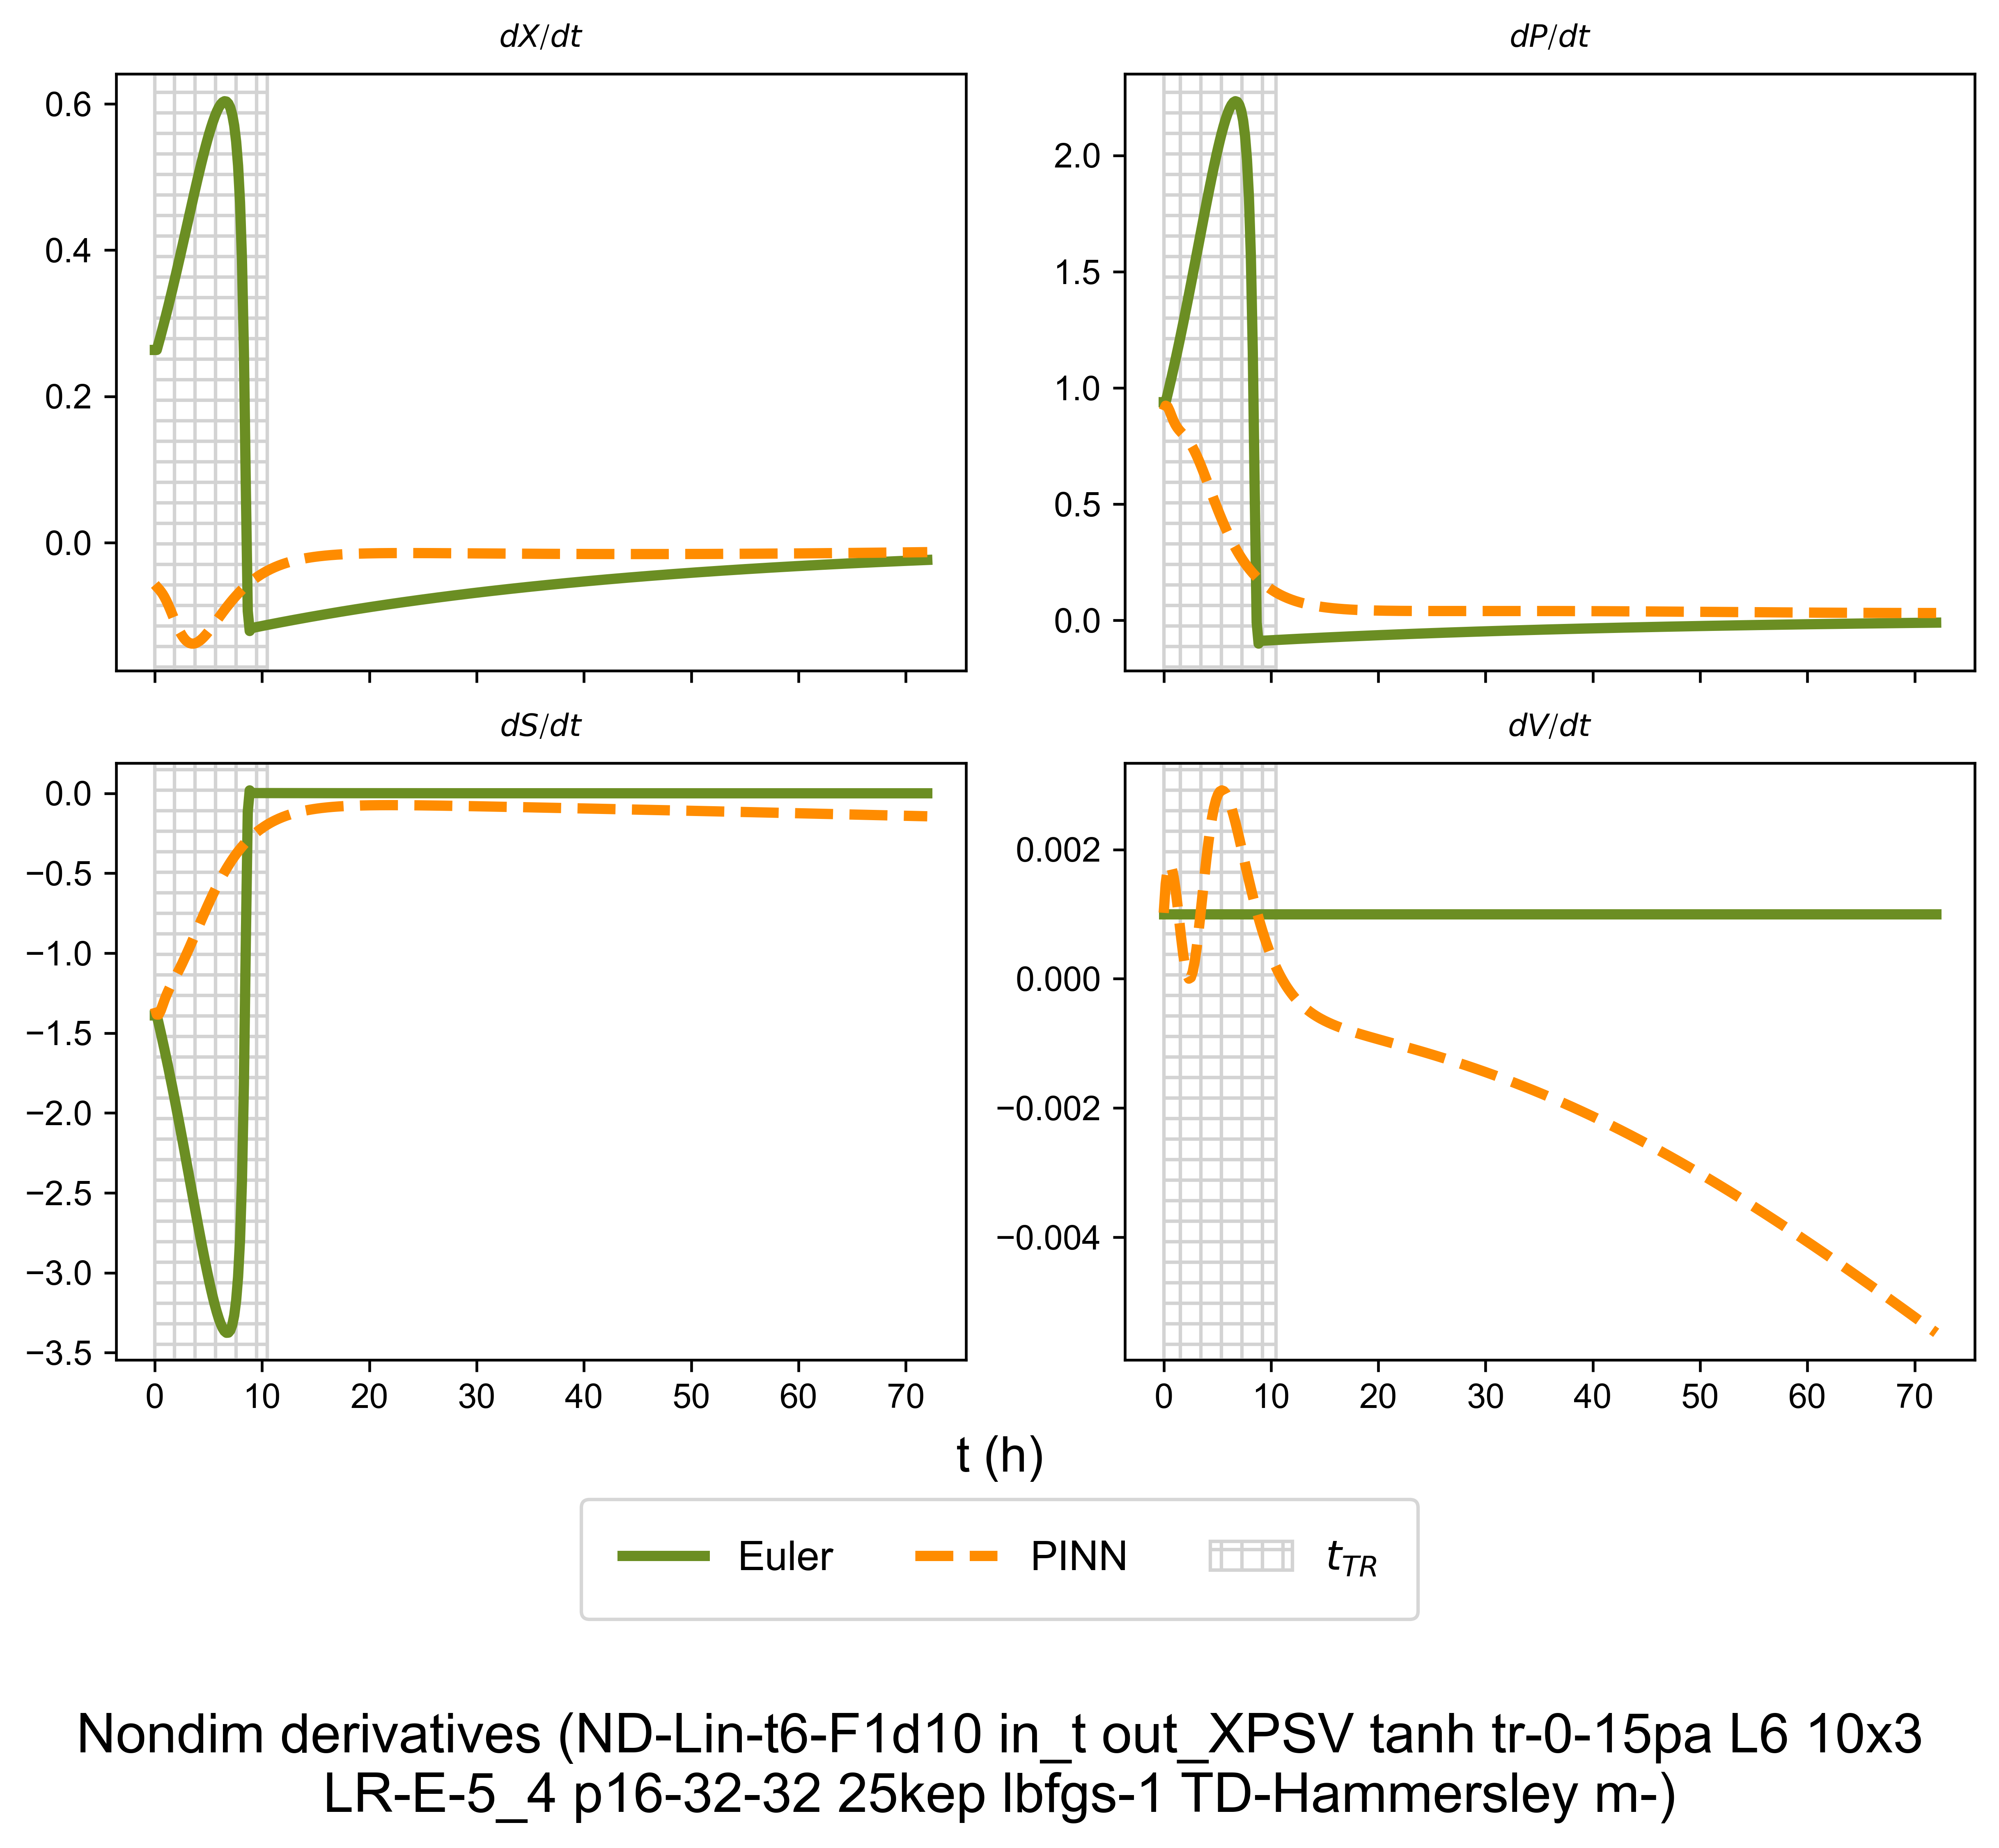 dX/dt
dP/dt
0.6
0.4
0.2
0.0
2.0
1.5
1.0
0.5
0.0
dS/dt
dV/dt
0.0
−0.5
−1.0
−1.5
−2.0
−2.5
−3.0
−3.5
0 10 20 30 40 50 60 70
0.002
0.000
−0.002
−0.004
0 10 20 30 40 50 60 70
t (h)
Euler PINN t_TR
Nondim derivatives (ND-Lin-t6-F1d10 in_t out_XPSV tanh tr-0-15pa L6 10x3
LR-E-5_4 p16-32-32 25kep lbfgs-1 TD-Hammersley m-)